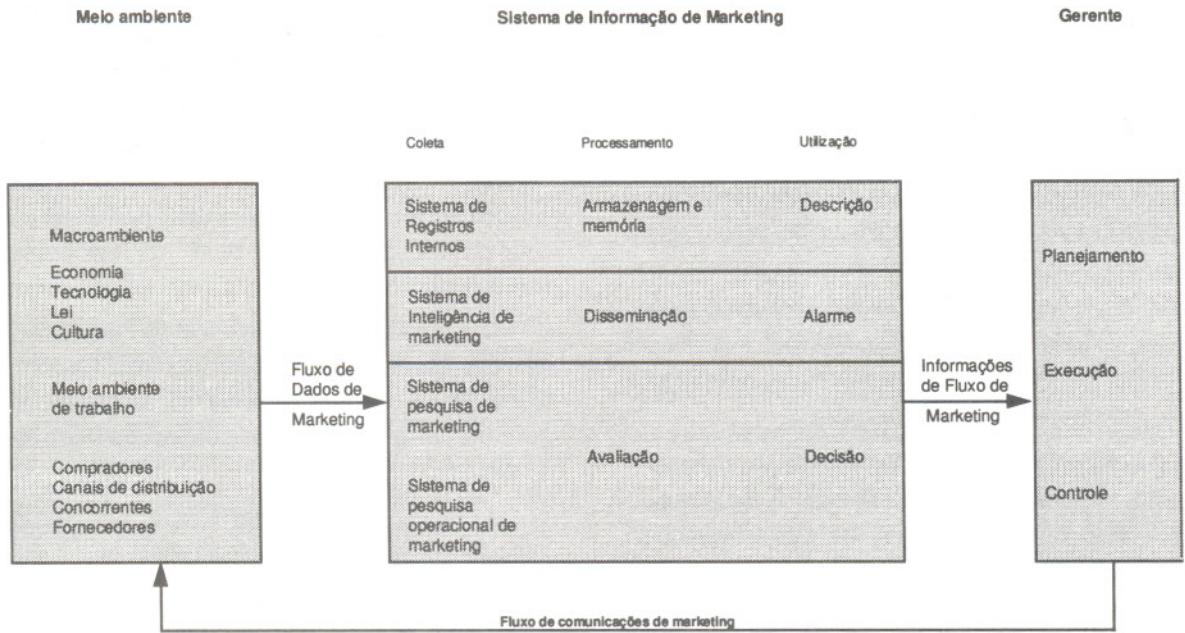 Meio ambiente
Sistema de Informação de Marketing
Gerente
Coleta
Processamento
Utilização
Macroambiente
Economia
Tecnologia
Lei
Cultura
Meio ambiente
de trabalho
Compradores
Canais de distribuição
Concorrentes
Fornecedores
Fluxo de
Dados de
Marketing
Sistema de
Registros
Internos
Armazenagem e
memória
Descrição
Sistema de
Inteligência de
marketing
Disseminação
Alarme
Sistema de
pesquisa de
marketing
Avaliação
Decisão
Sistema de
pesquisa
operacional de
marketing
Informações
de Fluxo de
Marketing
Planejamento
Execução
Controle
Fluxo de comunicações de marketing